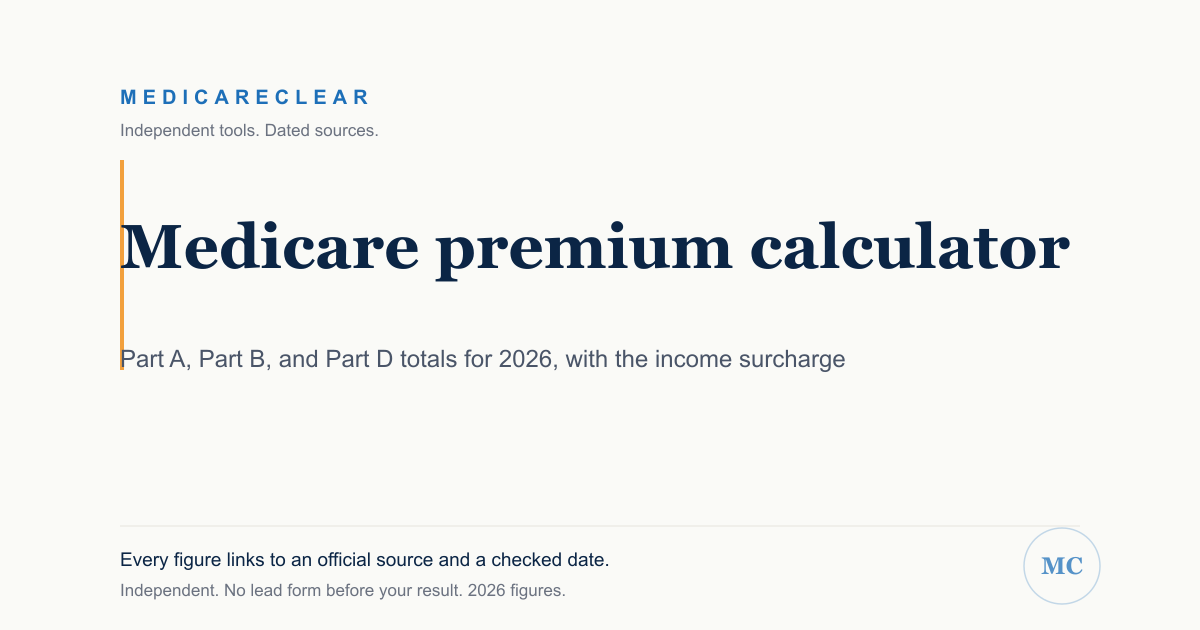 MEDICARECLEAR
Independent tools. Dated sources.
Medicare premium calculator
Part A, Part B, and Part D totals for 2026, with the income surcharge
Every figure links to an official source and a checked date.
Independent. No lead form before your result. 2026 figures.
MC